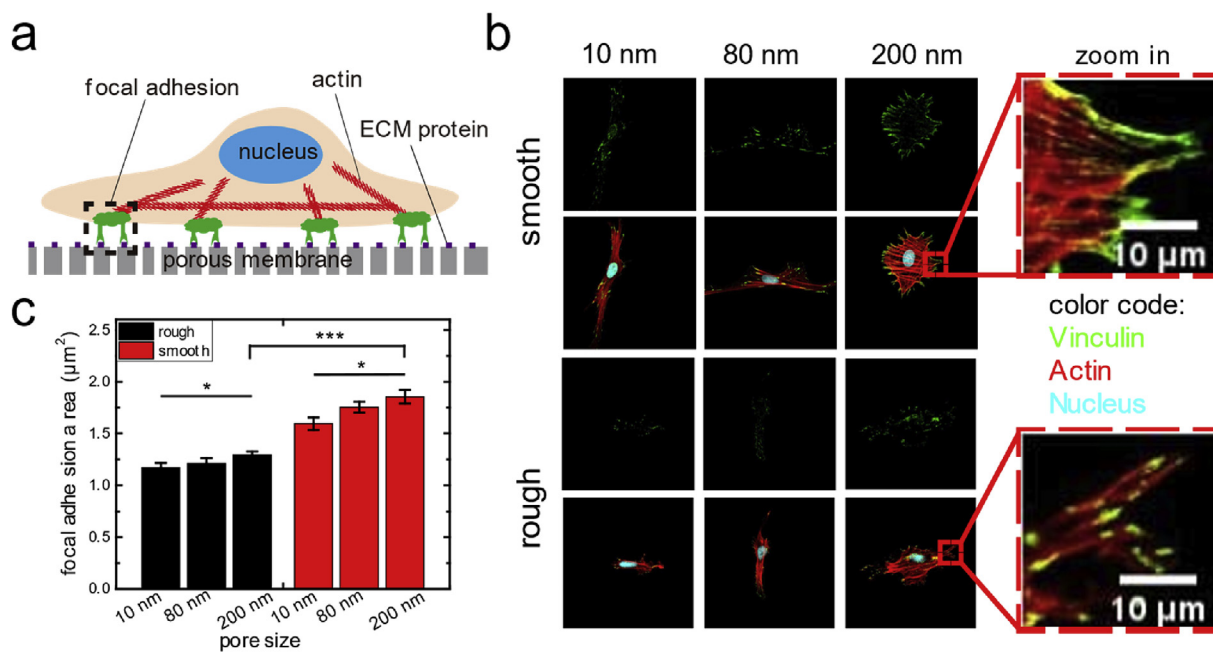 a
focal adhesion
actin
ECM protein
nucleus
porous membrane
b
10 nm
80 nm
200 nm
zoom in
smooth
rough
10 µm
color code:
Vinculin
Actin
Nucleus
10 µm
c
focal adhe sion a rea (µm²)
2.5
2.0
1.5
1.0
0.5
0.0
rough
smooth
*
***
*
10 nm
80 nm
200 nm
10 nm
80 nm
200 nm
pore size